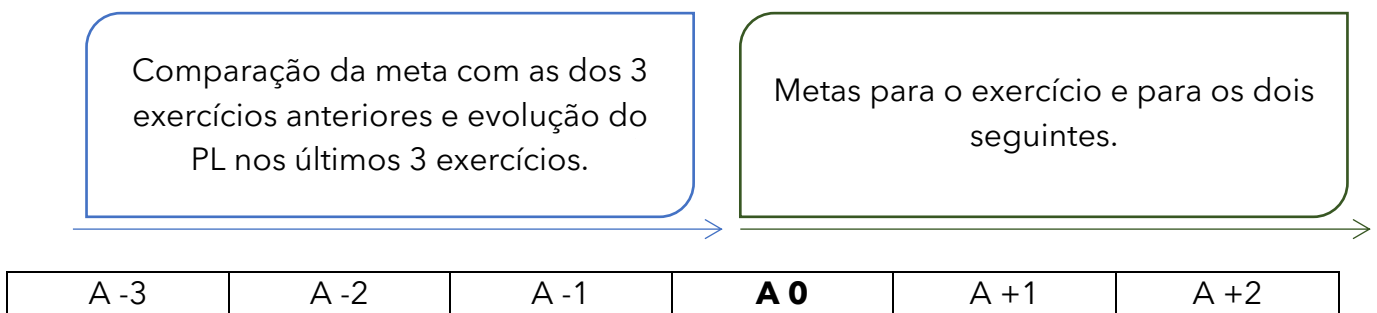 Comparação da meta com as dos 3
exercícios anteriores e evolução do
PL nos últimos 3 exercícios.
Metas para o exercício e para os dois
seguintes.
A -3 A -2 A -1 A 0 A +1 A +2